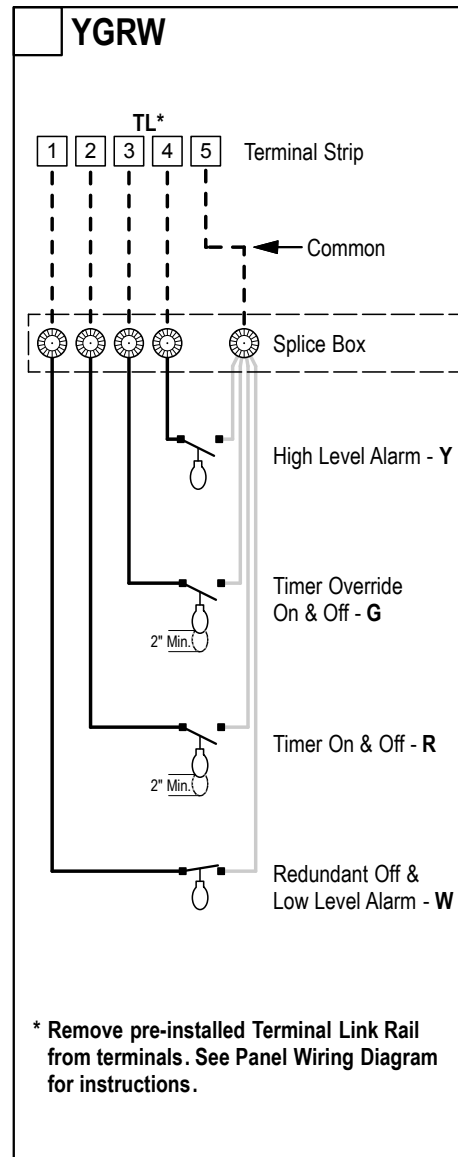 YGRW
TL*
1 2 3 4 5 Terminal Strip
Common
Splice Box
High Level Alarm - Y
Timer Override
On & Off - G
2" Min.
Timer On & Off - R
2" Min.
Redundant Off &
Low Level Alarm - W
* Remove pre-installed Terminal Link Rail
from terminals. See Panel Wiring Diagram
for instructions.